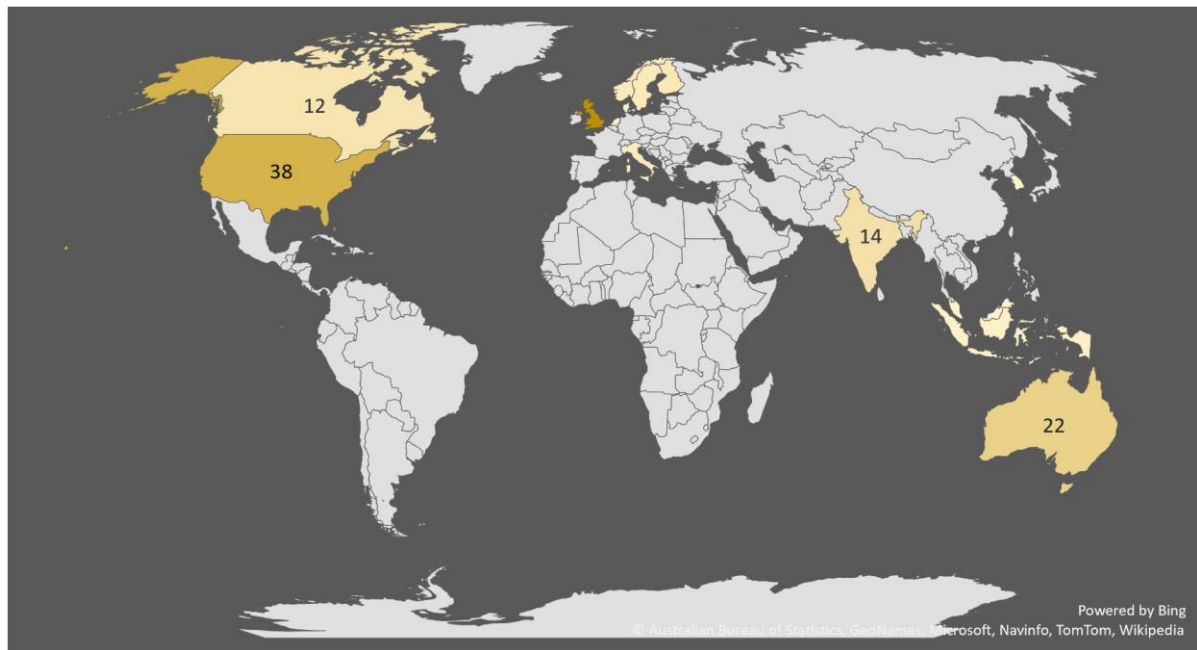 12
38
14
22
Powered by Bing
© Australian Bureau of Statistics, GeoNames, Microsoft, Navinfo, TomTom, Wikipedia